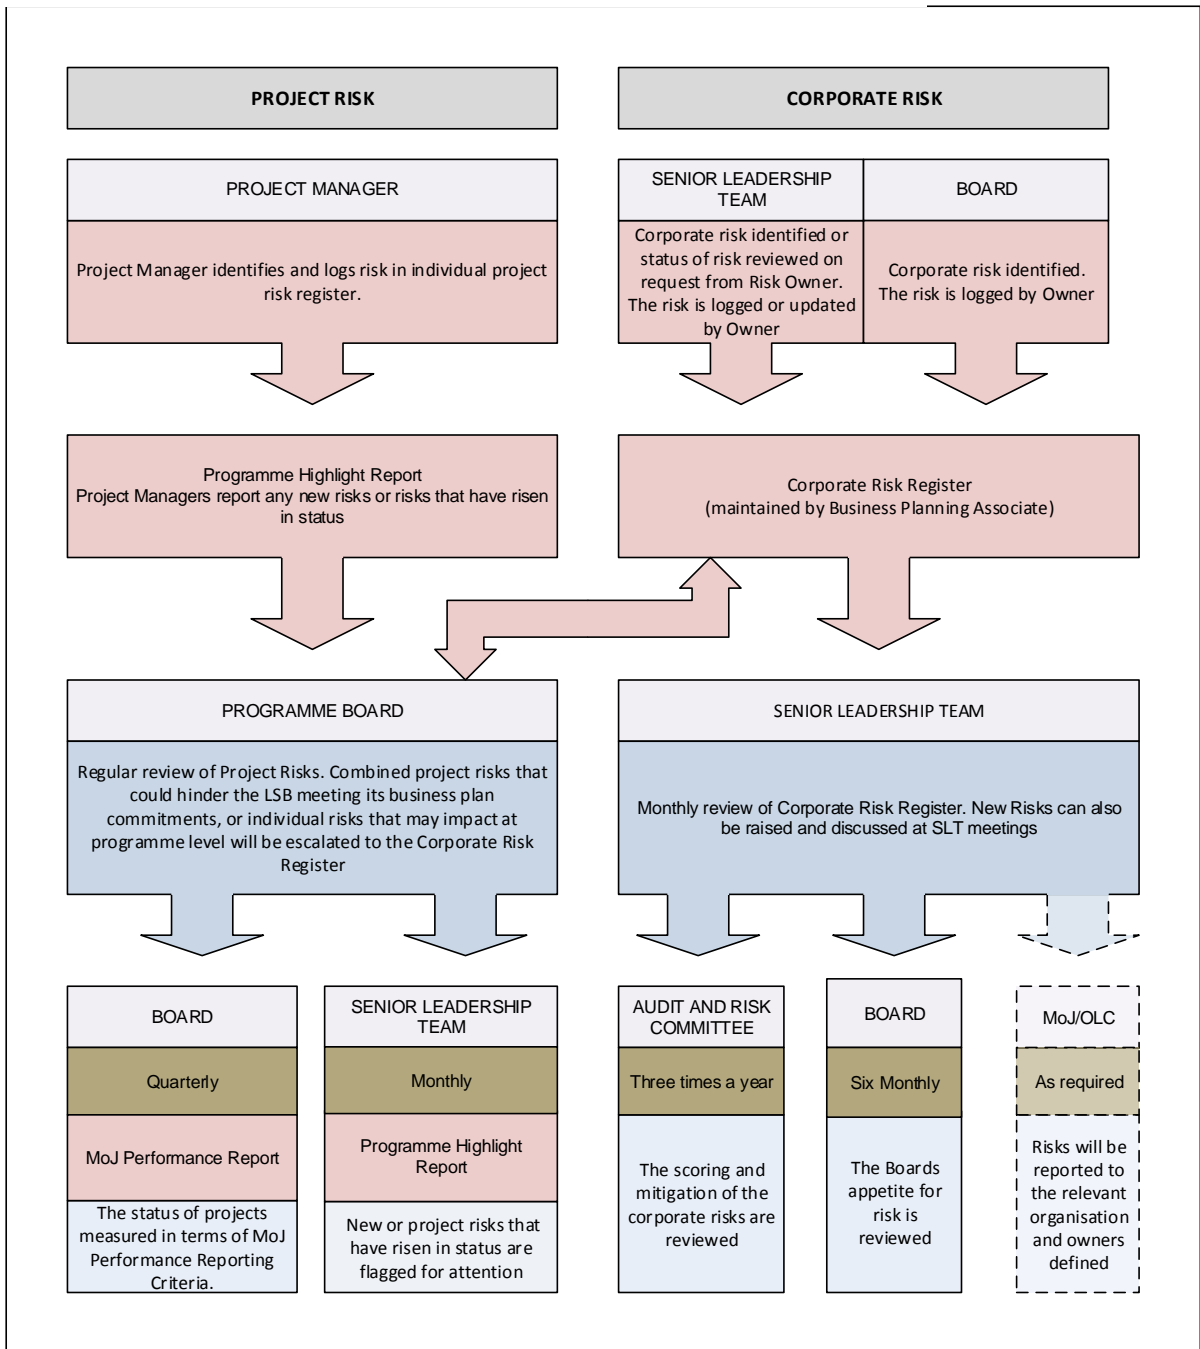 PROJECT RISK
CORPORATE RISK
PROJECT MANAGER
Project Manager identifies and logs risk in individual project
risk register.
SENIOR LEADERSHIP
TEAM
Corporate risk identified or
status of risk reviewed on
request from Risk Owner.
The risk is logged or updated
by Owner
BOARD
Corporate risk identified.
The risk is logged by Owner
Programme Highlight Report
Project Managers report any new risks or risks that have risen
in status
Corporate Risk Register
(maintained by Business Planning Associate)
PROGRAMME BOARD
Regular review of Project Risks. Combined project risks that
could hinder the LSB meeting its business plan
commitments, or individual risks that may impact at
programme level will be escalated to the Corporate Risk
Register
SENIOR LEADERSHIP TEAM
Monthly review of Corporate Risk Register. New Risks can also
be raised and discussed at SLT meetings
BOARD
Quarterly
MoJ Performance Report
The status of projects
measured in terms of MoJ
Performance Reporting
Criteria.
SENIOR LEADERSHIP
TEAM
Monthly
Programme Highlight
Report
New or project risks that
have risen in status are
flagged for attention
AUDIT AND RISK
COMMITTEE
Three times a year
The scoring and
mitigation of the
corporate risks are
reviewed
BOARD
Six Monthly
The Boards
appetite for
risk is
reviewed
MoJ/OLC
As required
Risks will be
reported to
the relevant
organisation
and owners
defined